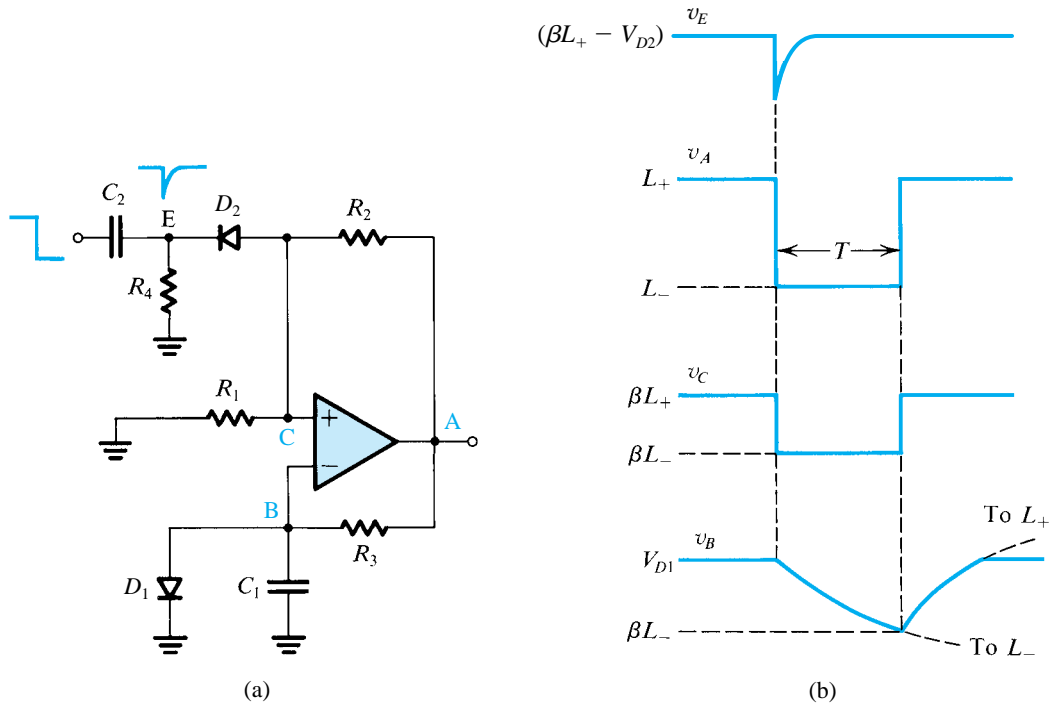 C₂
E
D₂
R₂
R₄
R₁
+
C
A
−
B
R₃
D₁
C₁
(a)
(βL₊ − V_D2)
v_E
v_A
L₊
T
L₋
v_C
βL₊
βL₋
To L₊
v_B
V_D1
βL₋
To L₋
(b)